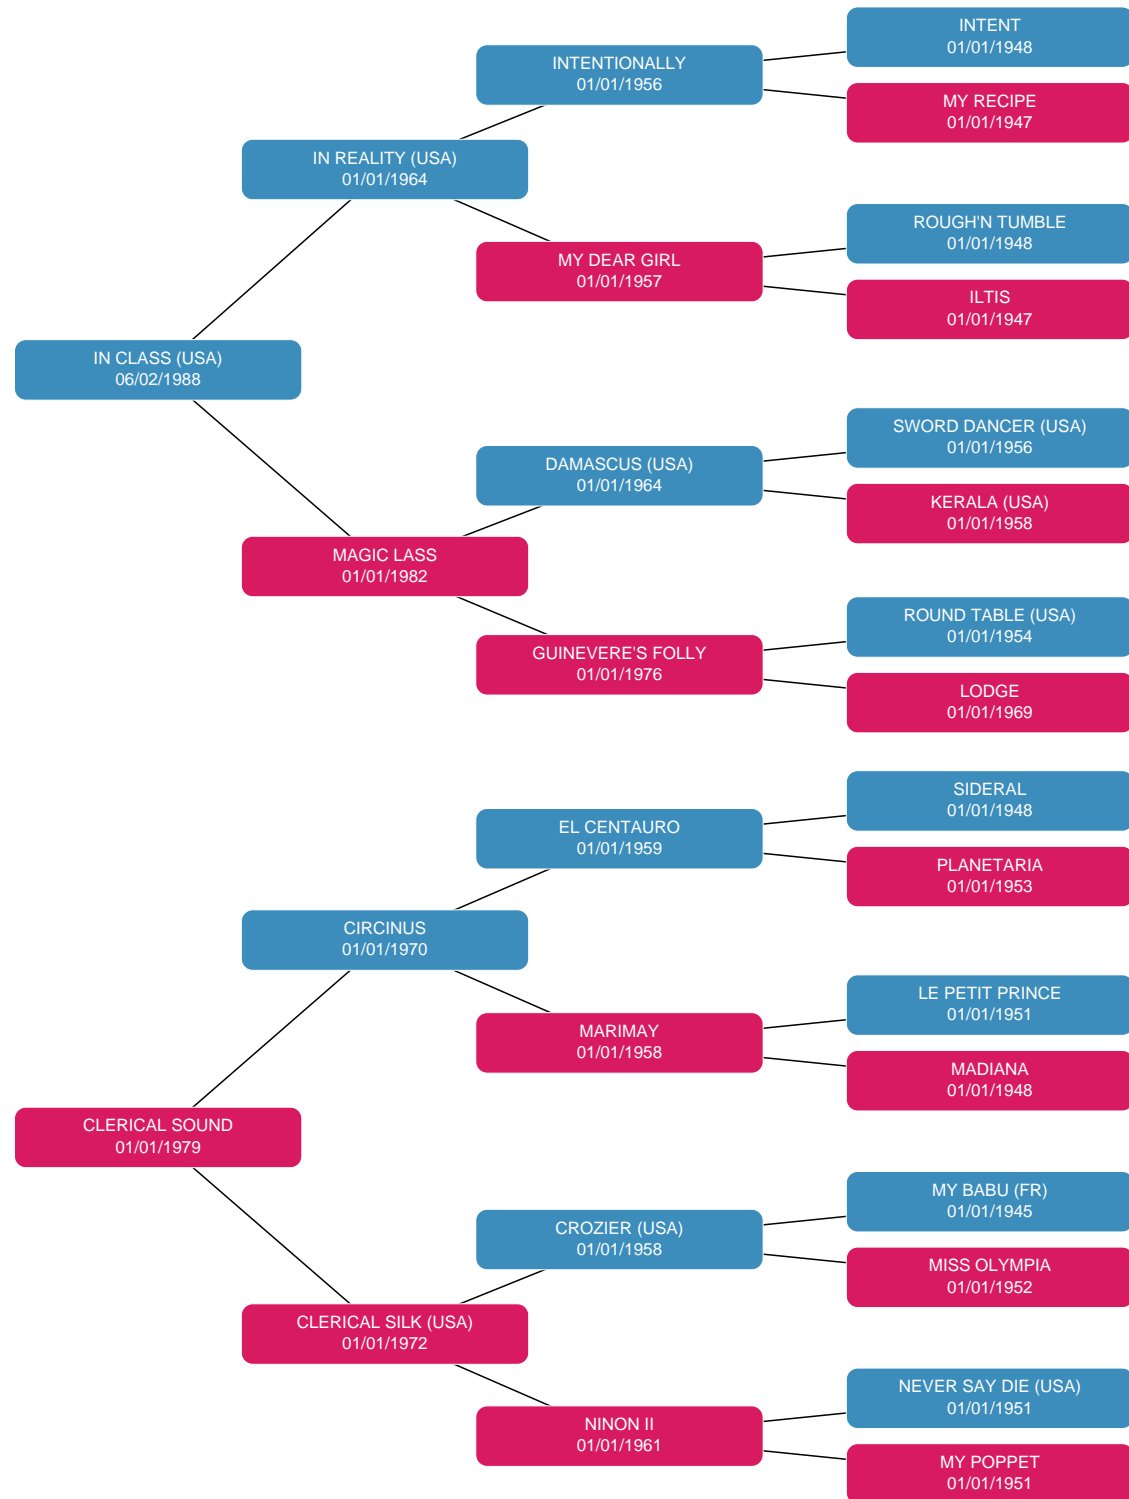 INTENT
01/01/1948
INTENTIONALLY
01/01/1956
MY RECIPE
01/01/1947
IN REALITY (USA)
01/01/1964
ROUGH'N TUMBLE
01/01/1948
MY DEAR GIRL
01/01/1957
ILTIS
01/01/1947
IN CLASS (USA)
06/02/1988
SWORD DANCER (USA)
01/01/1956
DAMASCUS (USA)
01/01/1964
KERALA (USA)
01/01/1958
MAGIC LASS
01/01/1982
ROUND TABLE (USA)
01/01/1954
GUINEVERE'S FOLLY
01/01/1976
LODGE
01/01/1969
SIDERAL
01/01/1948
EL CENTAURO
01/01/1959
PLANETARIA
01/01/1953
CIRCINUS
01/01/1970
LE PETIT PRINCE
01/01/1951
MARIMAY
01/01/1958
MADIANA
01/01/1948
CLERICAL SOUND
01/01/1979
MY BABU (FR)
01/01/1945
CROZIER (USA)
01/01/1958
MISS OLYMPIA
01/01/1952
CLERICAL SILK (USA)
01/01/1972
NEVER SAY DIE (USA)
01/01/1951
NINON II
01/01/1961
MY POPPET
01/01/1951